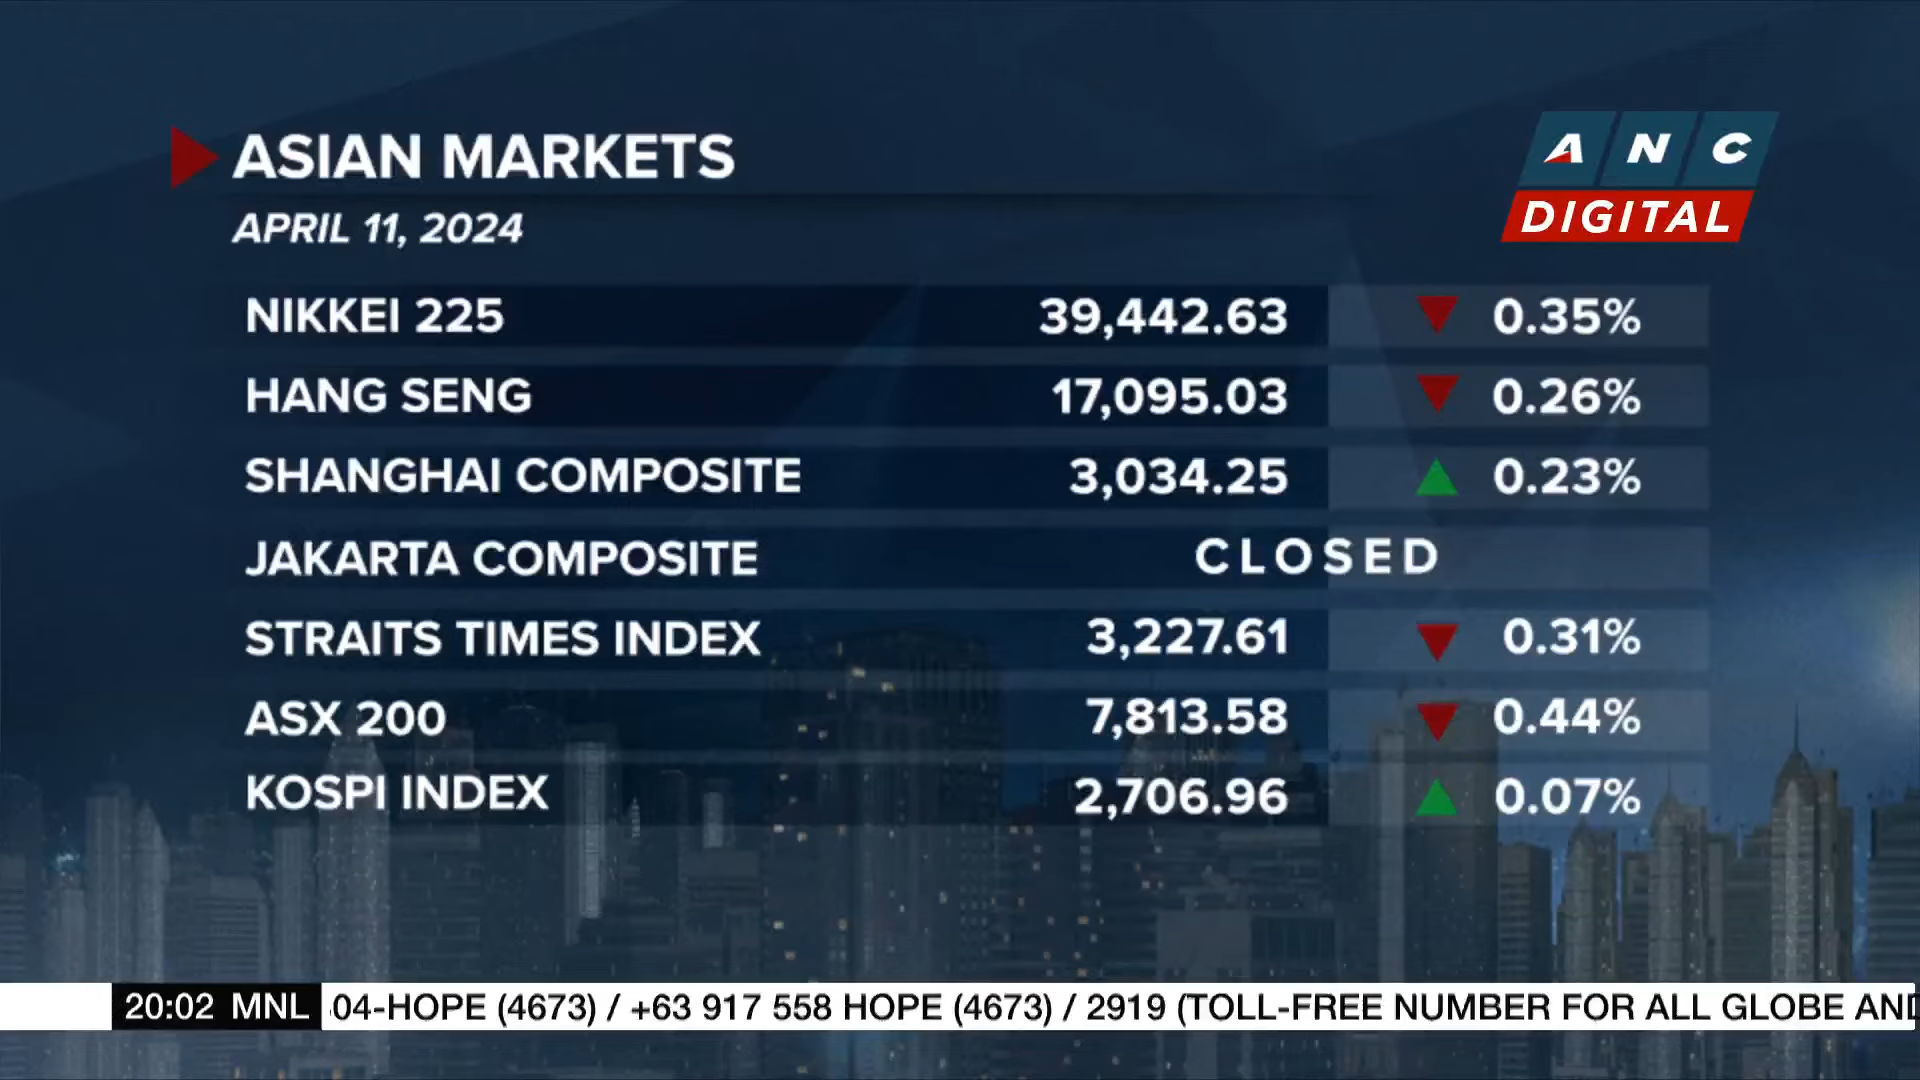 ASIAN MARKETS
APRIL 11, 2024
ANC
DIGITAL
NIKKEI 225 39,442.63 0.35%
HANG SENG 17,095.03 0.26%
SHANGHAI COMPOSITE 3,034.25 0.23%
JAKARTA COMPOSITE CLOSED
STRAITS TIMES INDEX 3,227.61 0.31%
ASX 200 7,813.58 0.44%
KOSPI INDEX 2,706.96 0.07%
20:02 MNL 04-HOPE (4673) / +63 917 558 HOPE (4673) / 2919 (TOLL-FREE NUMBER FOR ALL GLOBE AND